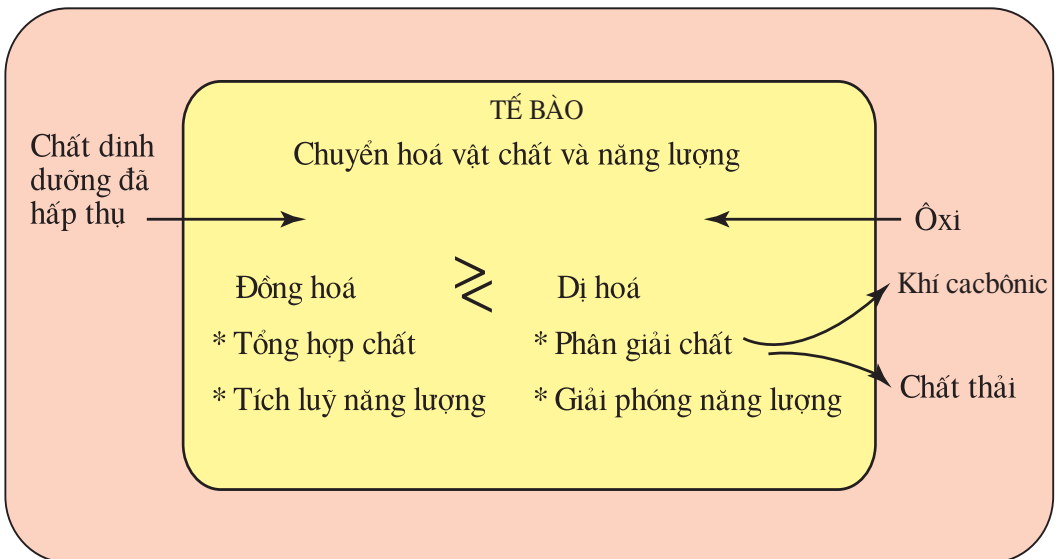 TẾ BÀO
Chuyển hoá vật chất và năng lượng
Chất dinh
dưỡng đã
hấp thụ
Ôxi
Đồng hoá
≷
Dị hoá
Khí cacbônic
* Tổng hợp chất
* Phân giải chất
* Tích luỹ năng lượng
* Giải phóng năng lượng
Chất thải